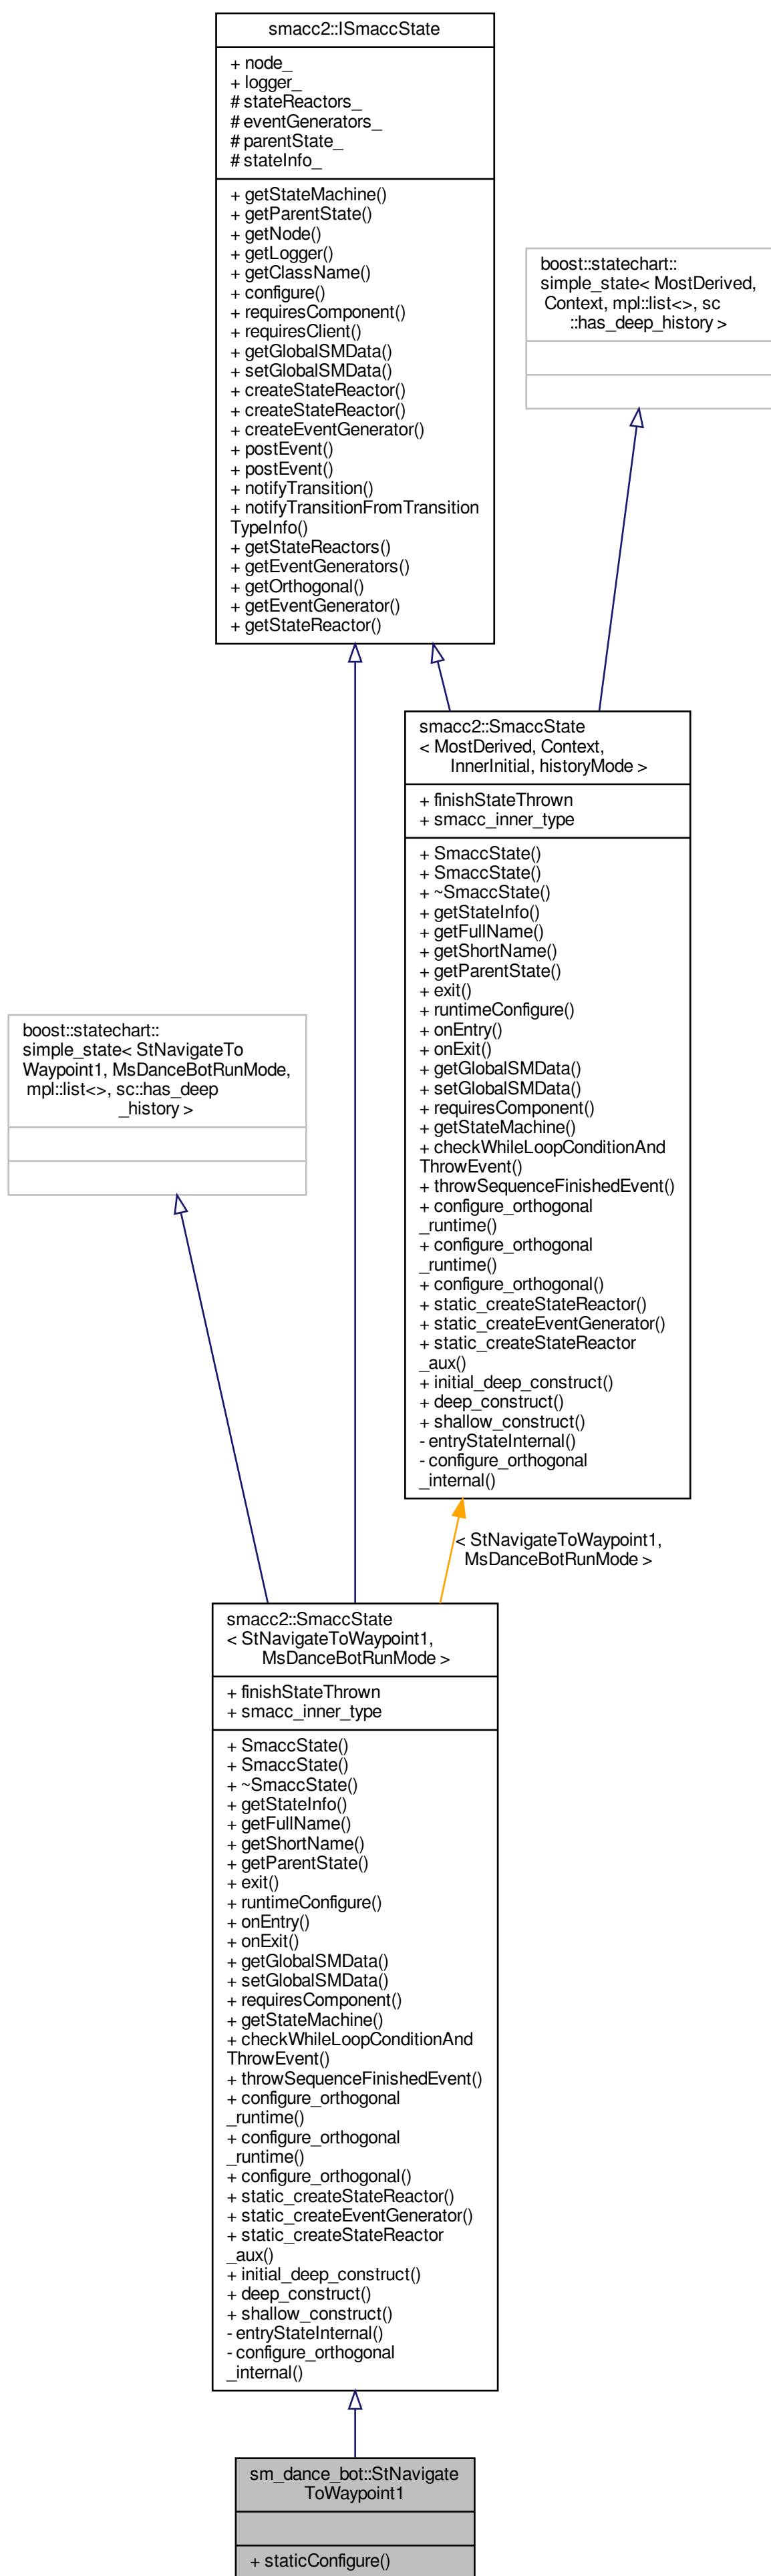 smacc2::ISmaccState
+ node_
+ logger_
# stateReactors_
# eventGenerators_
# parentState_
# stateInfo_
+ getStateMachine()
+ getParentState()
+ getNode()
+ getLogger()
+ getClassName()
+ configure()
+ requiresComponent()
+ requiresClient()
+ getGlobalSMData()
+ setGlobalSMData()
+ createStateReactor()
+ createStateReactor()
+ createEventGenerator()
+ postEvent()
+ postEvent()
+ notifyTransition()
+ notifyTransitionFromTransition
TypeInfo()
+ getStateReactors()
+ getEventGenerators()
+ getOrthogonal()
+ getEventGenerator()
+ getStateReactor()
boost::statechart::
simple_state< MostDerived,
Context, mpl::list<>, sc
::has_deep_history >
smacc2::SmaccState
< MostDerived, Context,
InnerInitial, historyMode >
+ finishStateThrown
+ smacc_inner_type
+ SmaccState()
+ SmaccState()
+ ~SmaccState()
+ getStateInfo()
+ getFullName()
+ getShortName()
+ getParentState()
+ exit()
+ runtimeConfigure()
+ onEntry()
+ onExit()
+ getGlobalSMData()
+ setGlobalSMData()
+ requiresComponent()
+ getStateMachine()
+ checkWhileLoopConditionAnd
ThrowEvent()
+ throwSequenceFinishedEvent()
+ configure_orthogonal
_runtime()
+ configure_orthogonal
_runtime()
+ configure_orthogonal()
+ static_createStateReactor()
+ static_createEventGenerator()
+ static_createStateReactor
_aux()
+ initial_deep_construct()
+ deep_construct()
+ shallow_construct()
- entryStateInternal()
- configure_orthogonal
_internal()
boost::statechart::
simple_state< StNavigateTo
Waypoint1, MsDanceBotRunMode,
mpl::list<>, sc::has_deep
_history >
< StNavigateToWaypoint1,
MsDanceBotRunMode >
smacc2::SmaccState
< StNavigateToWaypoint1,
MsDanceBotRunMode >
+ finishStateThrown
+ smacc_inner_type
+ SmaccState()
+ SmaccState()
+ ~SmaccState()
+ getStateInfo()
+ getFullName()
+ getShortName()
+ getParentState()
+ exit()
+ runtimeConfigure()
+ onEntry()
+ onExit()
+ getGlobalSMData()
+ setGlobalSMData()
+ requiresComponent()
+ getStateMachine()
+ checkWhileLoopConditionAnd
ThrowEvent()
+ throwSequenceFinishedEvent()
+ configure_orthogonal
_runtime()
+ configure_orthogonal
_runtime()
+ configure_orthogonal()
+ static_createStateReactor()
+ static_createEventGenerator()
+ static_createStateReactor
_aux()
+ initial_deep_construct()
+ deep_construct()
+ shallow_construct()
- entryStateInternal()
- configure_orthogonal
_internal()
sm_dance_bot::StNavigate
ToWaypoint1
+ staticConfigure()